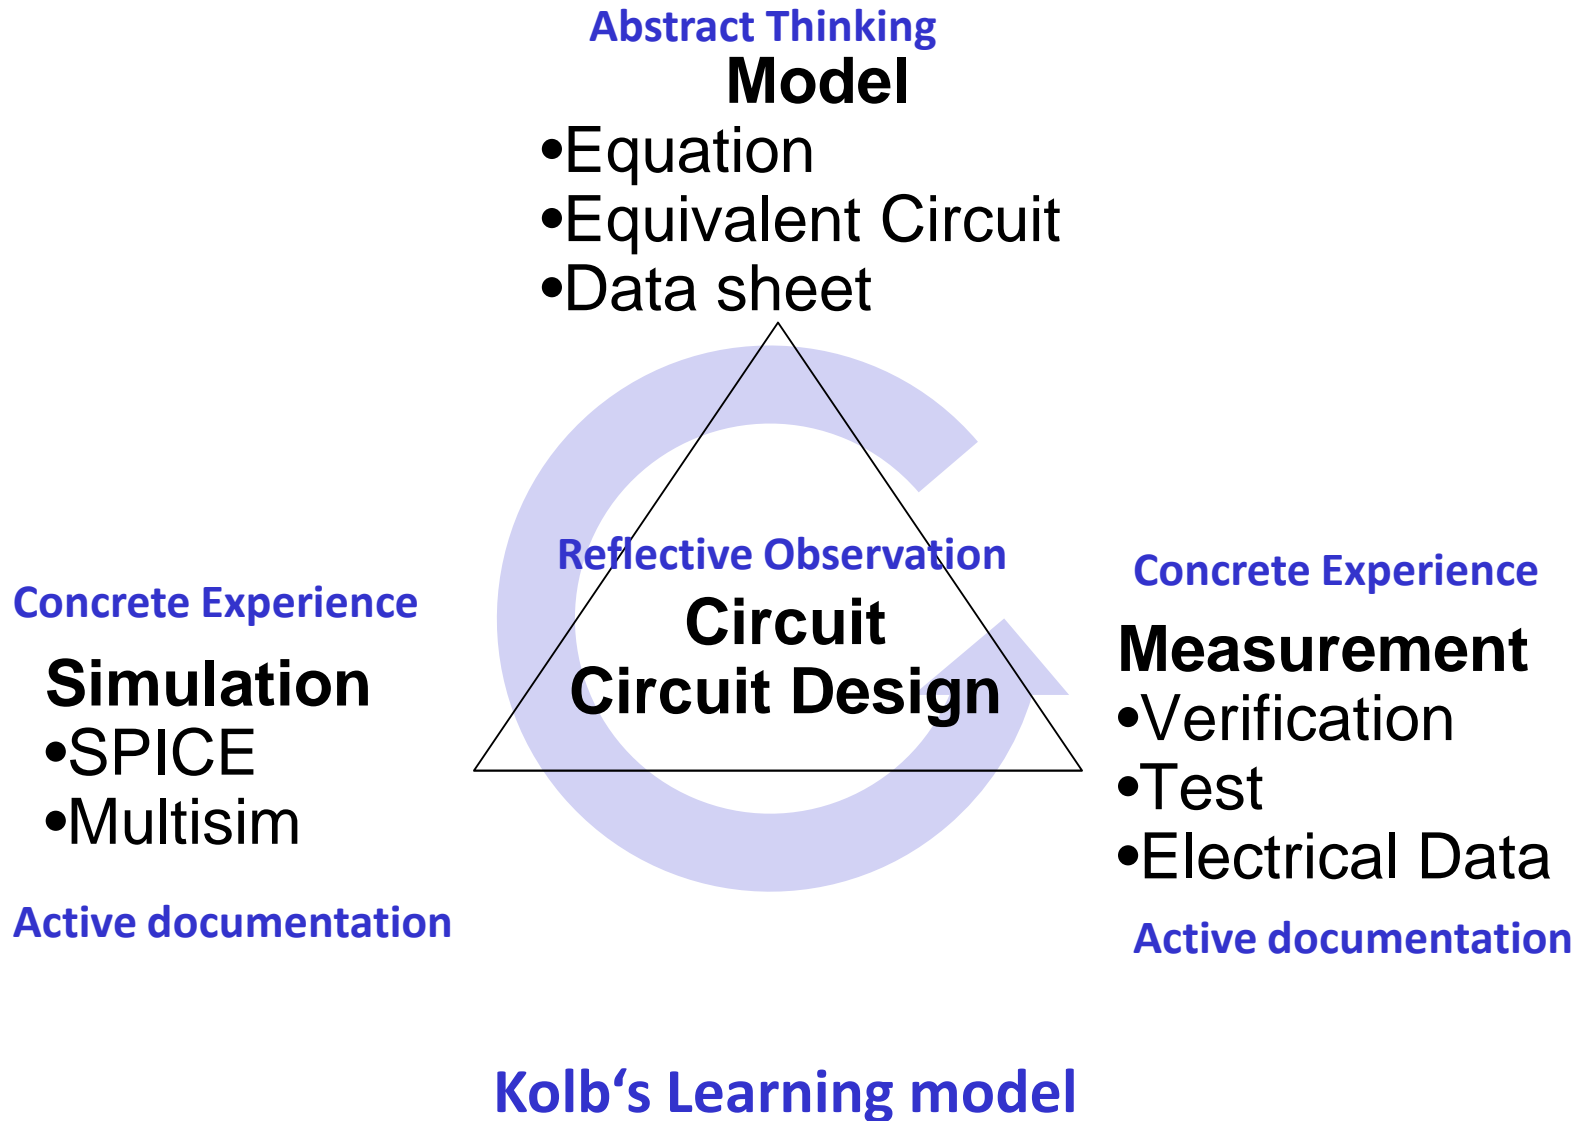 Abstract Thinking
Model
•Equation
•Equivalent Circuit
•Data sheet
Reflective Observation
Circuit
Circuit Design
Concrete Experience
Simulation
•SPICE
•Multisim
Active documentation
Concrete Experience
Measurement
•Verification
•Test
•Electrical Data
Active documentation
Kolb‘s Learning model